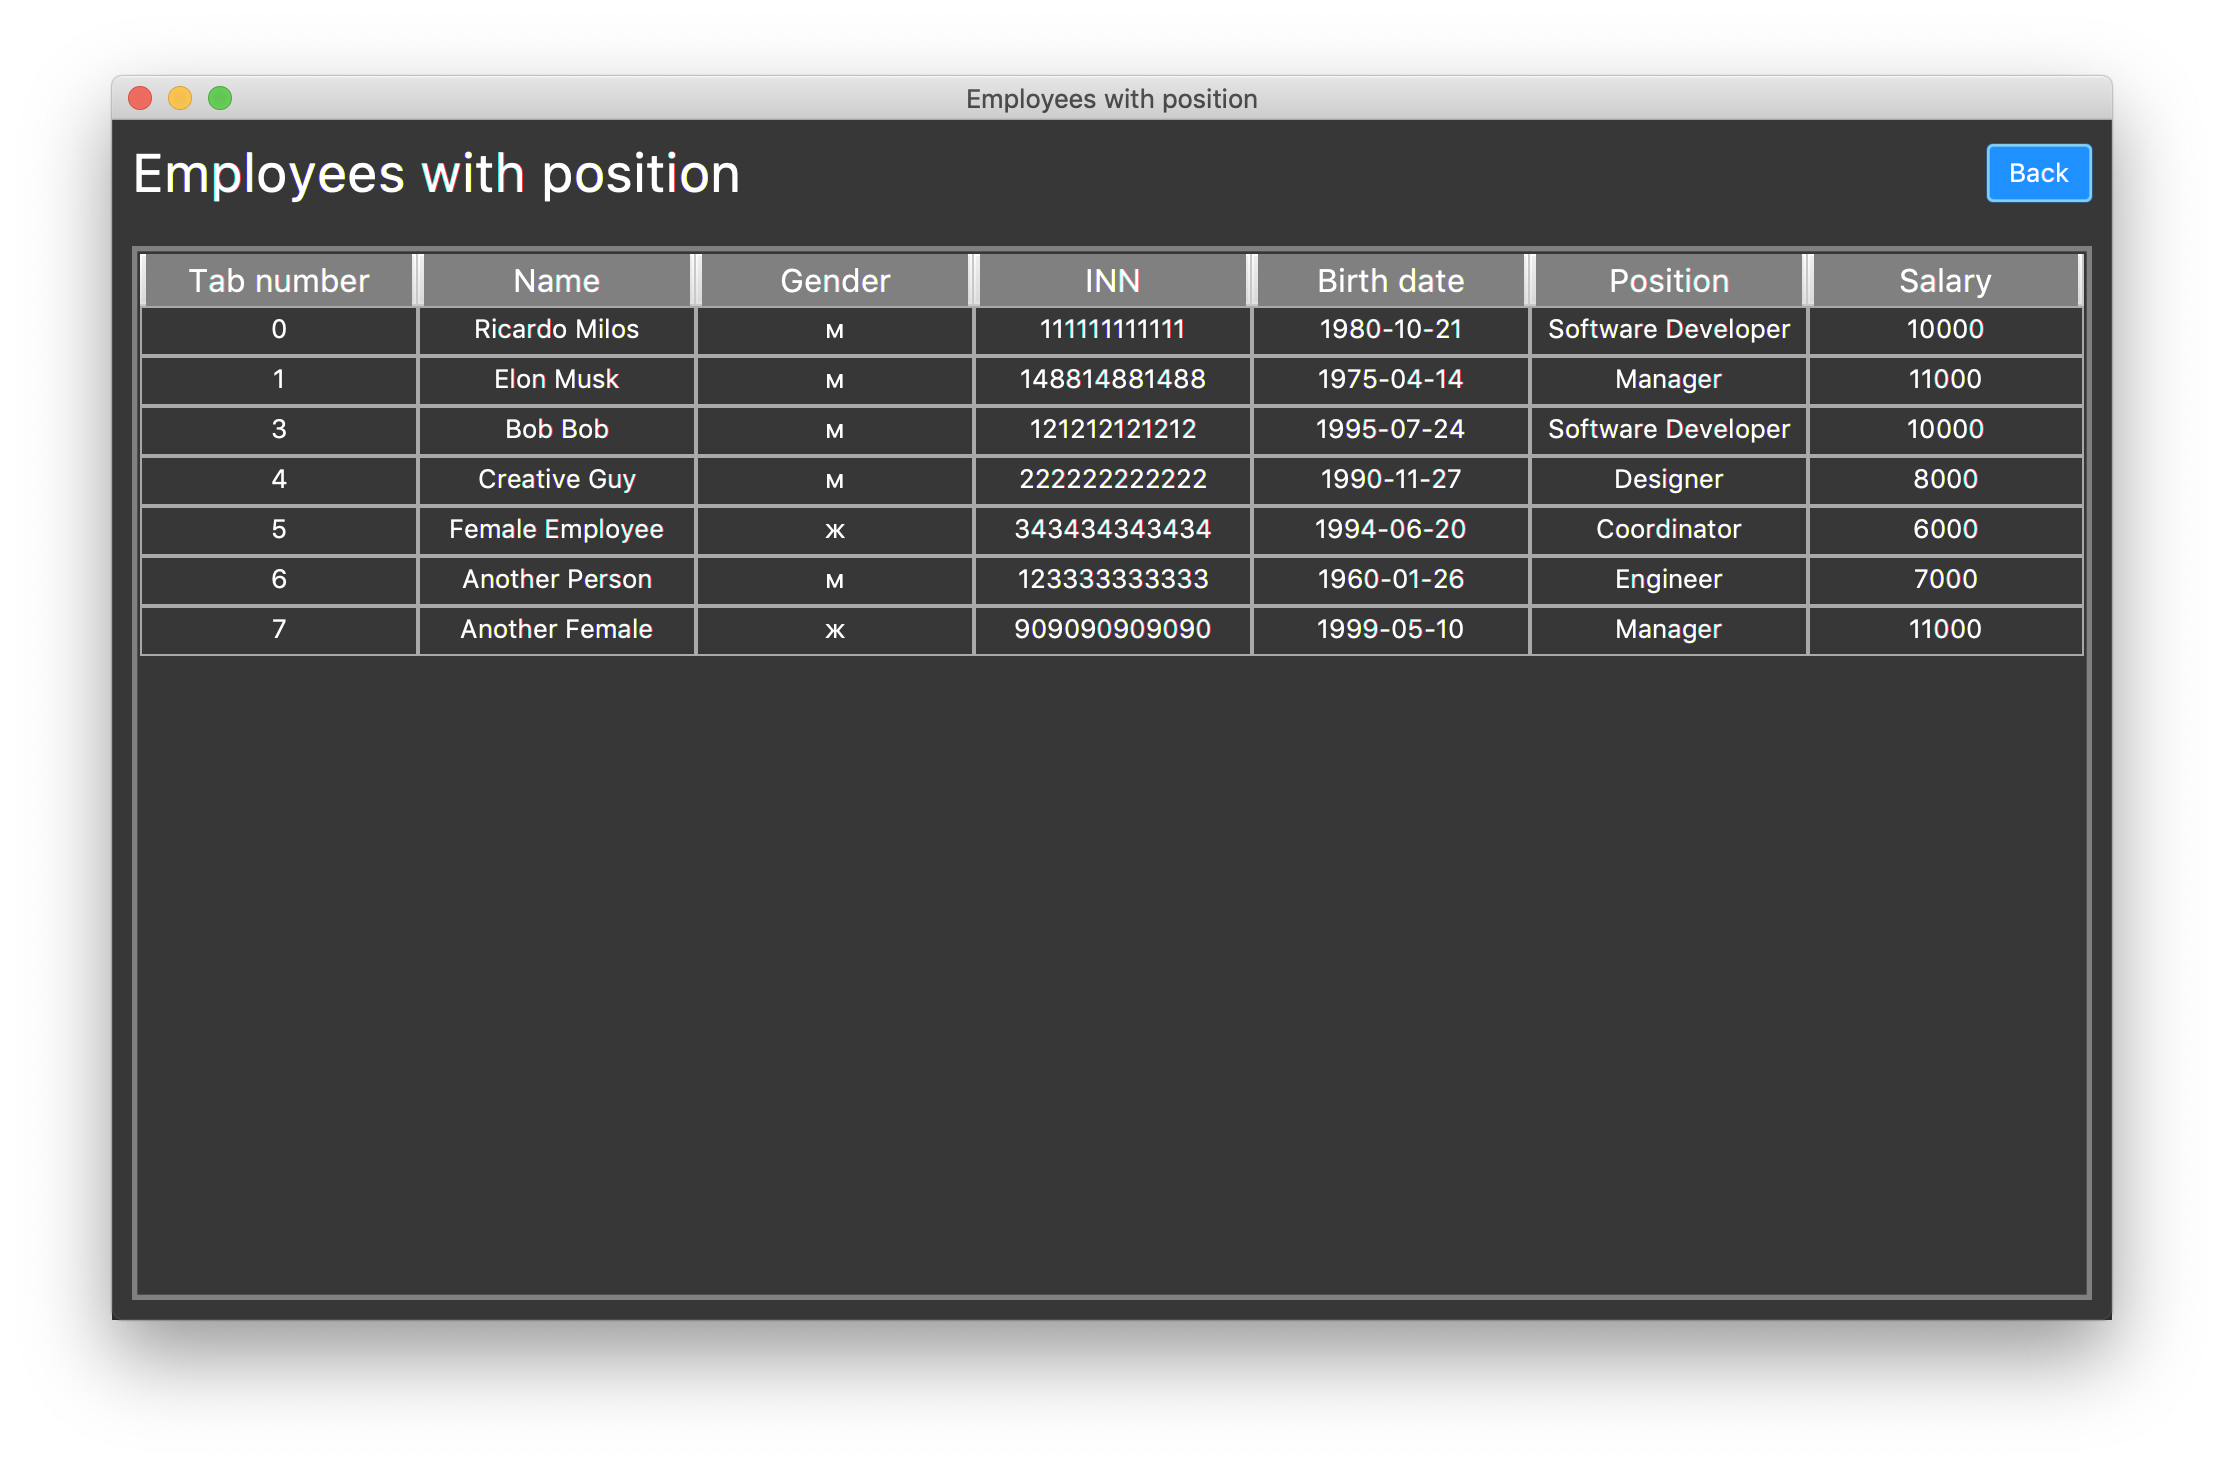 Employees with position
Employees with position Back
Tab number Name Gender INN Birth date Position Salary
0 Ricardo Milos м 111111111111 1980-10-21 Software Developer 10000
1 Elon Musk м 148814881488 1975-04-14 Manager 11000
3 Bob Bob м 121212121212 1995-07-24 Software Developer 10000
4 Creative Guy м 222222222222 1990-11-27 Designer 8000
5 Female Employee ж 343434343434 1994-06-20 Coordinator 6000
6 Another Person м 123333333333 1960-01-26 Engineer 7000
7 Another Female ж 909090909090 1999-05-10 Manager 11000